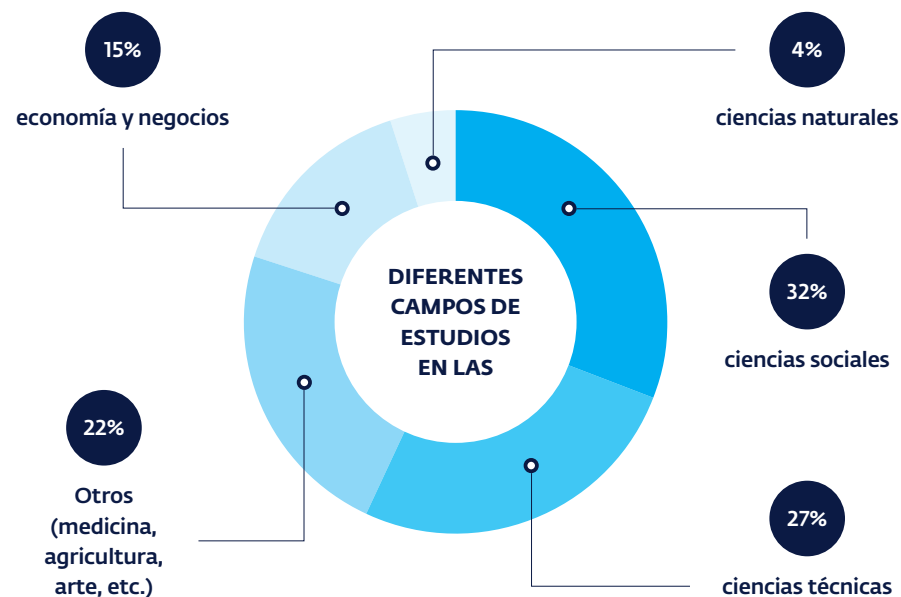 15%
economía y negocios
4%
ciencias naturales
DIFERENTES
CAMPOS DE
ESTUDIOS
EN LAS
32%
ciencias sociales
22%
Otros
(medicina,
agricultura,
arte, etc.)
27%
ciencias técnicas